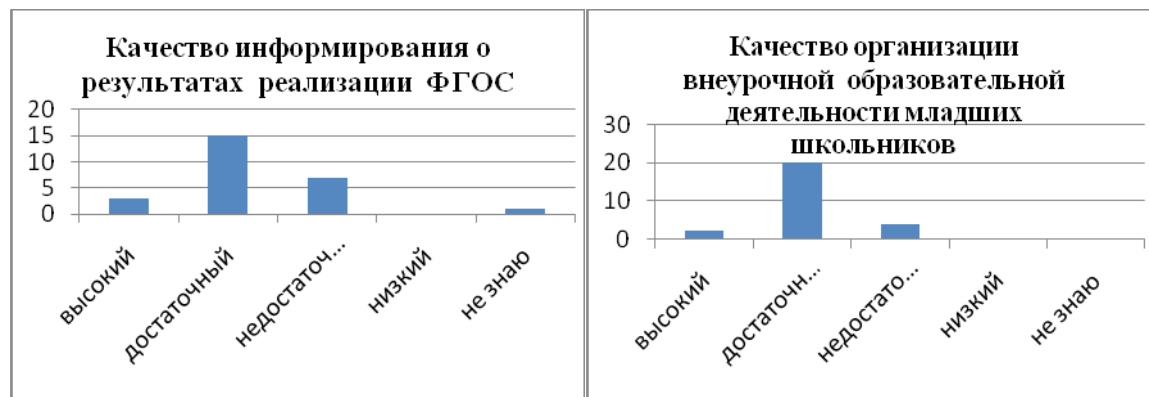 Качество информирования о
результатах реализации ФГОС
20
15
10
5
0
высокий
достаточный
недостаточ...
низкий
не знаю
Качество организации
внеурочной образовательной
деятельности младших
школьников
30
20
10
0
высокий
достаточн...
недостато...
низкий
не знаю